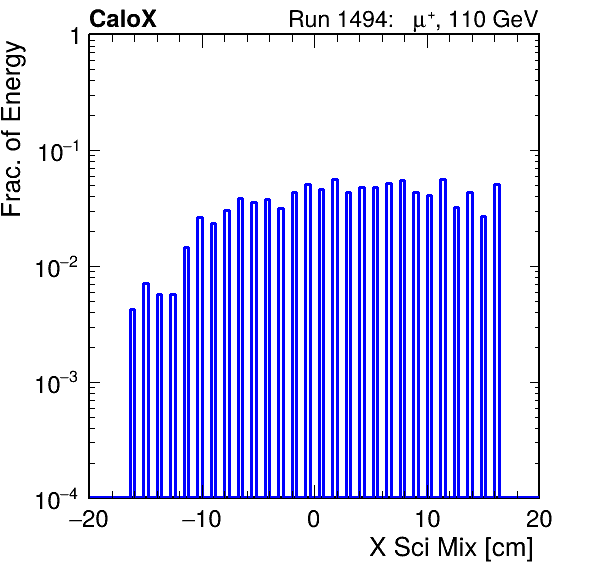 CaloX Run 1494: μ⁺, 110 GeV
Frac. of Energy
1
10⁻¹
10⁻²
10⁻³
10⁻⁴
−20 −10 0 10 20
X Sci Mix [cm]